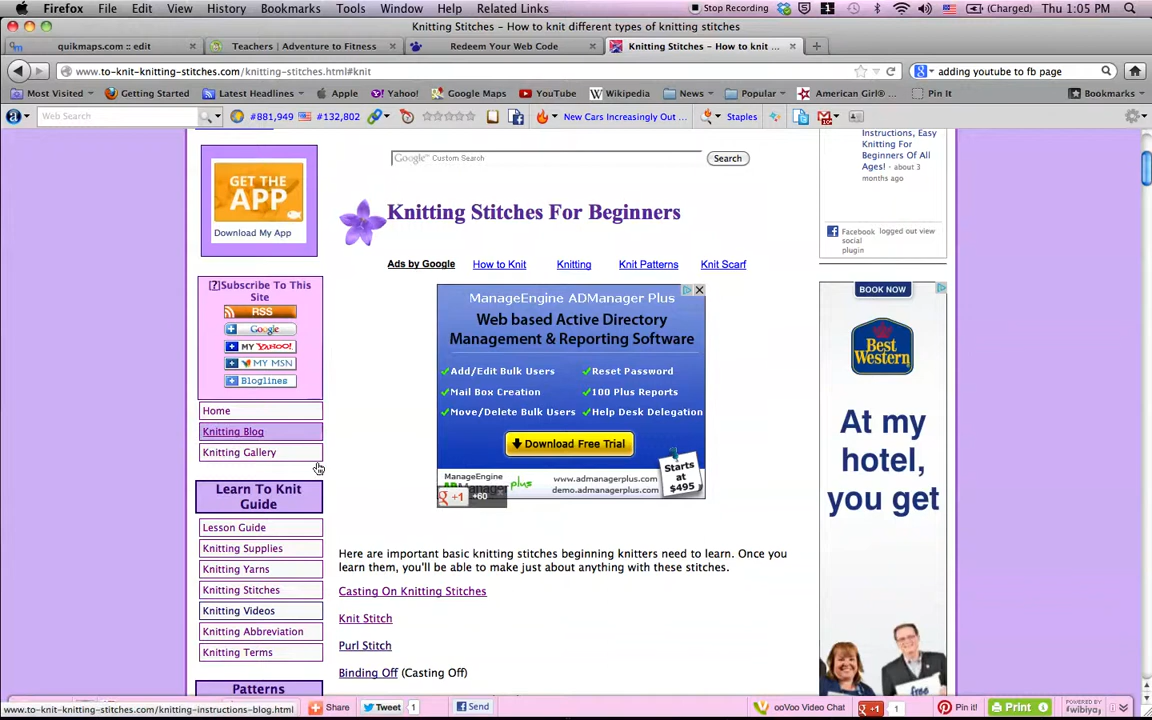 Firefox File Edit View History Bookmarks Tools Window Help Related Links Stop Recording 1 (Charged) Thu 1:05 PM
Knitting Stitches – How to knit different types of knitting stitches
quikmaps.com :: edit Teachers | Adventure to Fitness Redeem Your Web Code Knitting Stitches – How to knit ...
www.to-knit-knitting-stitches.com/knitting-stitches.html#knit adding youtube to fb page
Most Visited Getting Started Latest Headlines Apple Yahoo! Google Maps YouTube Wikipedia News Popular American Girl® ... Pin It Bookmarks
Web Search #881,949 #132,802 New Cars Increasingly Out ... Staples
GET THE
APP
Download My App
[?]Subscribe To This
Site
RSS
Google
MY YAHOO!
MY MSN
Bloglines
Home
Knitting Blog
Knitting Gallery
Learn To Knit
Guide
Lesson Guide
Knitting Supplies
Knitting Yarns
Knitting Stitches
Knitting Videos
Knitting Abbreviation
Knitting Terms
Patterns
Google™ Custom Search Search
Knitting Stitches For Beginners
Ads by Google How to Knit Knitting Knit Patterns Knit Scarf
ManageEngine ADManager Plus
Web based Active Directory
Management & Reporting Software
Add/Edit Bulk Users Reset Password
Mail Box Creation 100 Plus Reports
Move/Delete Bulk Users Help Desk Delegation
Download Free Trial
Starts
at
$495
ManageEngine
ADManager plus
www.admanagerplus.com
demo.admanagerplus.com
+1 +60
Here are important basic knitting stitches beginning knitters need to learn. Once you
learn them, you'll be able to make just about anything with these stitches.
Casting On Knitting Stitches
Knit Stitch
Purl Stitch
Binding Off (Casting Off)
Instructions, Easy
Knitting For
Beginners Of All
Ages! · about 3
months ago
Facebook logged out view
social
plugin
BOOK NOW
Best
Western
At my
hotel,
you get
free
www.to-knit-knitting-stitches.com/knitting-instructions-blog.html Share Tweet 1 Send ooVoo Video Chat +1 1 Pin it! Print POWERED BY wibiya